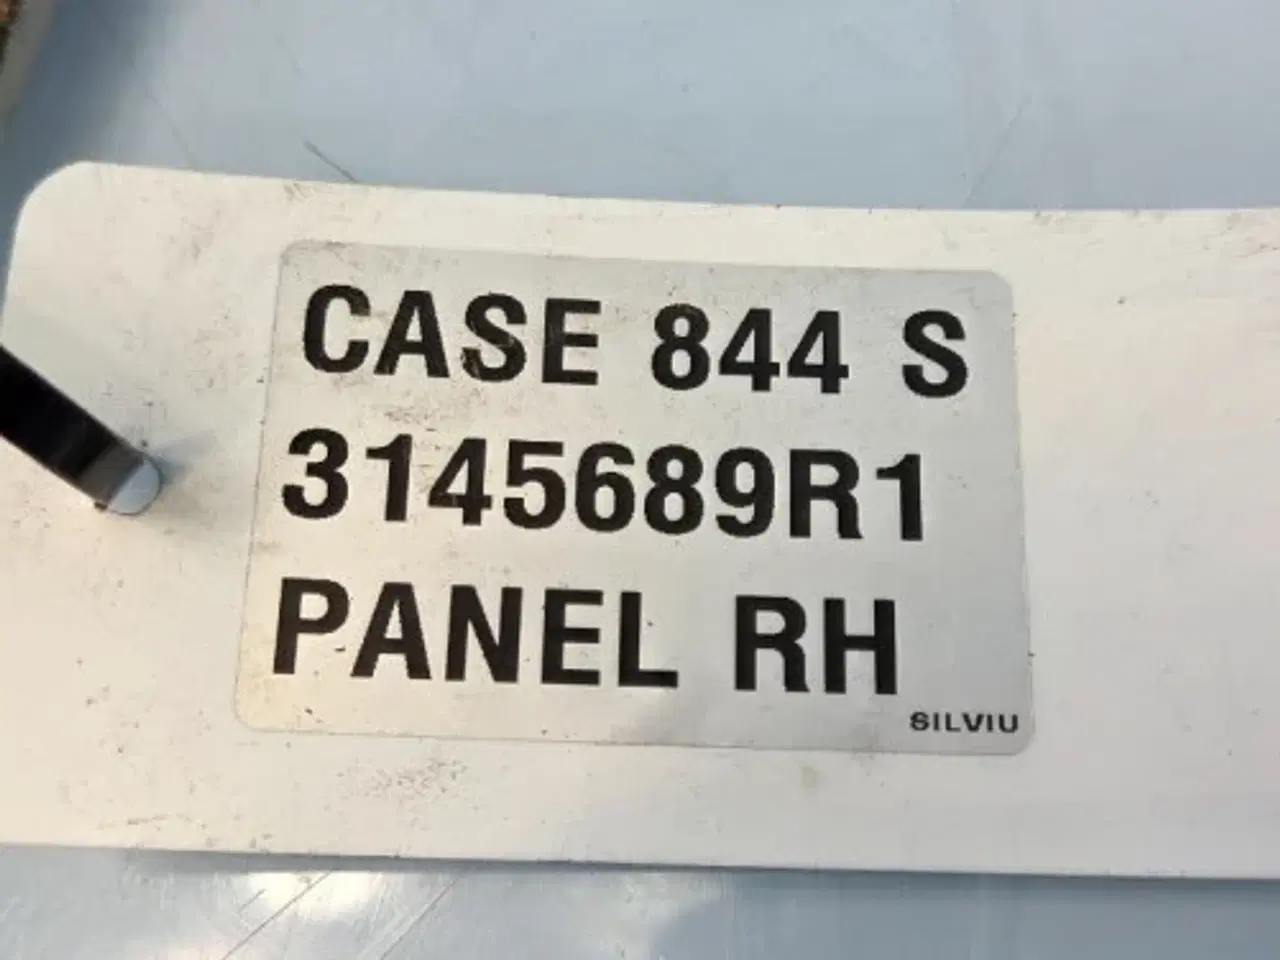 CASE 844 S
3145689R1
PANEL RH
SILVIU